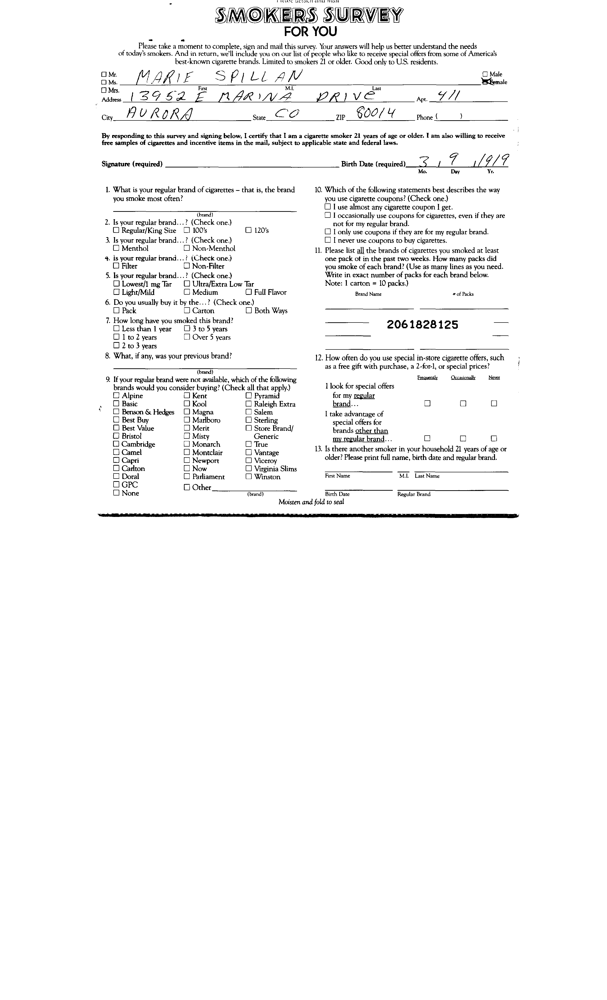 SMOKERS SURVEY
FOR YOU
Please take a moment to complete, sign and mail this survey. Your answers will help us better understand the needs
of today's smokers. And in return, we'll include you on our list of people who like to receive special offers from some of America's
best-known cigarette brands. Limited to smokers 21 or older. Good only to U.S. residents.
☐ Mr.
☐ Ms.
☐ Mrs.
MARIE SPILLAN
First M.I. Last
☐ Male
Female
Address 13952 E MARINA DRIVE Apt. 411
City AURORA State CO ZIP 80014 Phone ( )
By responding to this survey and signing below, I certify that I am a cigarette smoker 21 years of age or older. I am also willing to receive
free samples of cigarettes and incentive items in the mail, subject to applicable state and federal laws.
Signature (required) Birth Date (required) 3, 9, 1919
Mo. Day Yr.
1. What is your regular brand of cigarettes – that is, the brand
you smoke most often?
(brand)
2. Is your regular brand...? (Check one.)
☐ Regular/King Size ☐ 100's ☐ 120's
3. Is your regular brand...? (Check one.)
☐ Menthol ☐ Non-Menthol
4. Is your regular brand...? (Check one.)
☐ Filter ☐ Non-Filter
5. Is your regular brand...? (Check one.)
☐ Lowest/1 mg Tar ☐ Ultra/Extra Low Tar
☐ Light/Mild ☐ Medium ☐ Full Flavor
6. Do you usually buy it by the...? (Check one.)
☐ Pack ☐ Carton ☐ Both Ways
7. How long have you smoked this brand?
☐ Less than 1 year ☐ 3 to 5 years
☐ 1 to 2 years ☐ Over 5 years
☐ 2 to 3 years
8. What, if any, was your previous brand?
(brand)
9. If your regular brand were not available, which of the following
brands would you consider buying? (Check all that apply.)
☐ Alpine ☐ Kent ☐ Pyramid
☐ Basic ☐ Kool ☐ Raleigh Extra
☐ Benson & Hedges ☐ Magna ☐ Salem
☐ Best Buy ☐ Marlboro ☐ Sterling
☐ Best Value ☐ Merit ☐ Store Brand/
☐ Bristol ☐ Misty Generic
☐ Cambridge ☐ Monarch ☐ True
☐ Camel ☐ Montclair ☐ Vantage
☐ Capri ☐ Newport ☐ Viceroy
☐ Carlton ☐ Now ☐ Virginia Slims
☐ Doral ☐ Parliament ☐ Winston
☐ GPC ☐ Other
☐ None (brand)
10. Which of the following statements best describes the way
you use cigarette coupons? (Check one.)
☐ I use almost any cigarette coupon I get.
☐ I occasionally use coupons for cigarettes, even if they are
not for my regular brand.
☐ I only use coupons if they are for my regular brand.
☐ I never use coupons to buy cigarettes.
11. Please list all the brands of cigarettes you smoked at least
one pack of in the past two weeks. How many packs did
you smoke of each brand? (Use as many lines as you need.
Write in exact number of packs for each brand below.
Note: 1 carton = 10 packs.)
Brand Name # of Packs
2061828125
12. How often do you use special in-store cigarette offers, such
as a free gift with purchase, a 2-for-1, or special prices?
Frequently Occasionally Never
I look for special offers
for my regular
brand... ☐ ☐ ☐
I take advantage of
special offers for
brands other than
my regular brand... ☐ ☐ ☐
13. Is there another smoker in your household 21 years of age or
older? Please print full name, birth date and regular brand.
First Name M.I. Last Name
Birth Date Regular Brand
Moisten and fold to seal